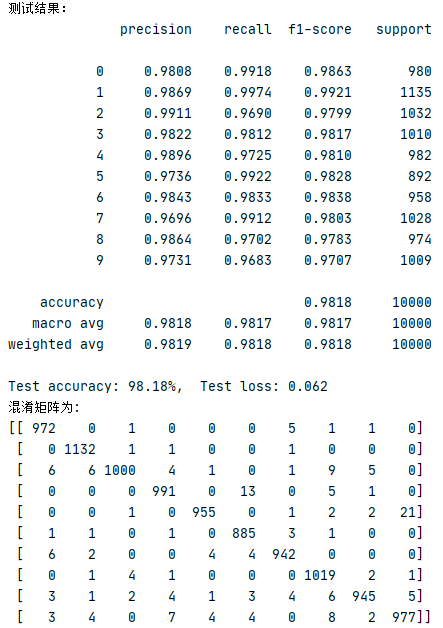 测试结果:
precision recall f1-score support
0 0.9808 0.9918 0.9863 980
1 0.9869 0.9974 0.9921 1135
2 0.9911 0.9690 0.9799 1032
3 0.9822 0.9812 0.9817 1010
4 0.9896 0.9725 0.9810 982
5 0.9736 0.9922 0.9828 892
6 0.9843 0.9833 0.9838 958
7 0.9696 0.9912 0.9803 1028
8 0.9864 0.9702 0.9783 974
9 0.9731 0.9683 0.9707 1009
accuracy 0.9818 10000
macro avg 0.9818 0.9817 0.9817 10000
weighted avg 0.9819 0.9818 0.9818 10000
Test accuracy: 98.18%, Test loss: 0.062
混淆矩阵为:
[[ 972 0 1 0 0 0 5 1 1 0]
[ 0 1132 1 1 0 0 1 0 0 0]
[ 6 6 1000 4 1 0 1 9 5 0]
[ 0 0 0 991 0 13 0 5 1 0]
[ 0 0 1 0 955 0 1 2 2 21]
[ 1 1 0 1 0 885 3 1 0 0]
[ 6 2 0 0 4 4 942 0 0 0]
[ 0 1 4 1 0 0 0 1019 2 1]
[ 3 1 2 4 1 3 4 6 945 5]
[ 3 4 0 7 4 4 0 8 2 977]]